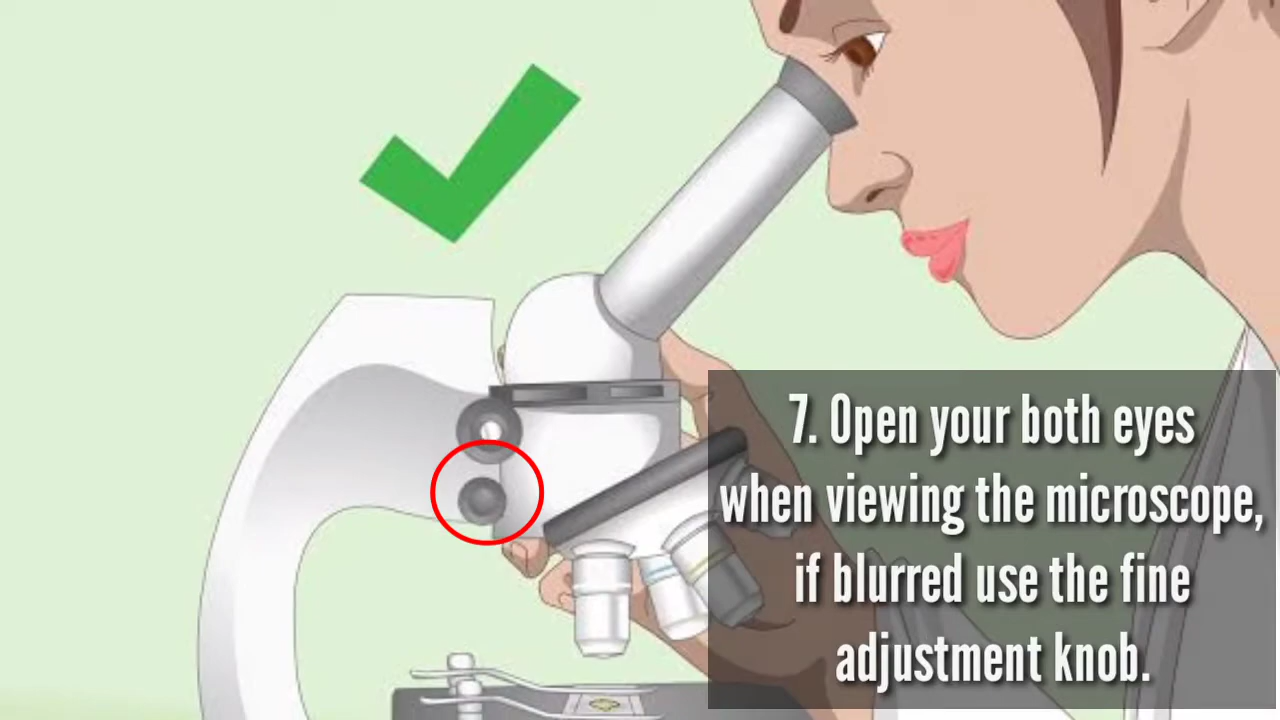 7. Open your both eyes
when viewing the microscope,
if blurred use the fine
adjustment knob.